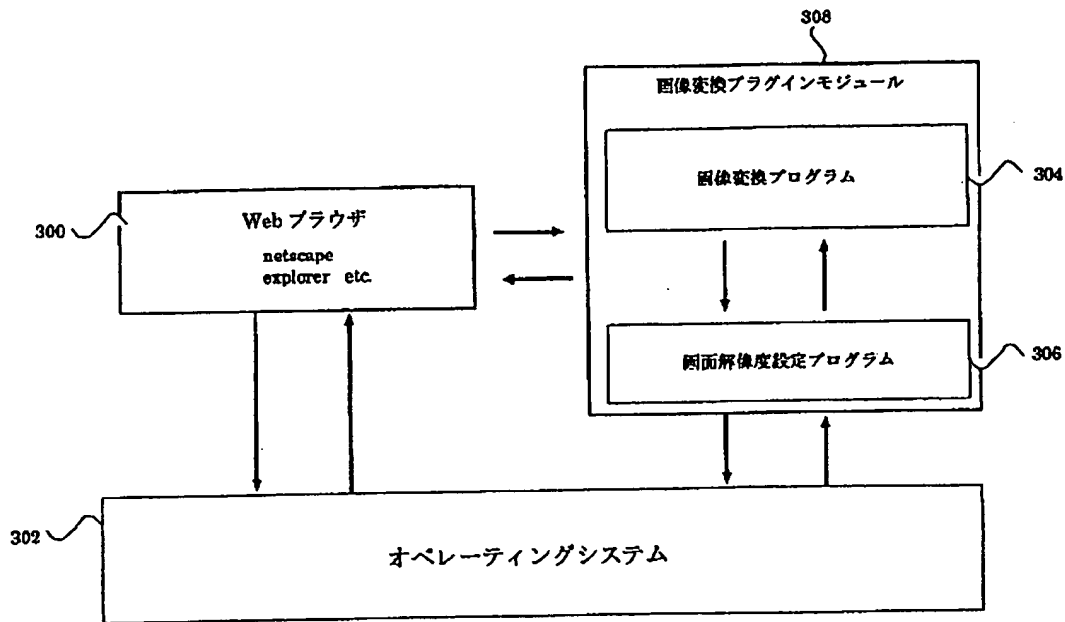 308
画像変換プラグインモジュール
画像変換プログラム
304
300
Web ブラウザ
netscape
explorer etc.
画面解像度設定プログラム
306
302
オペレーティングシステム